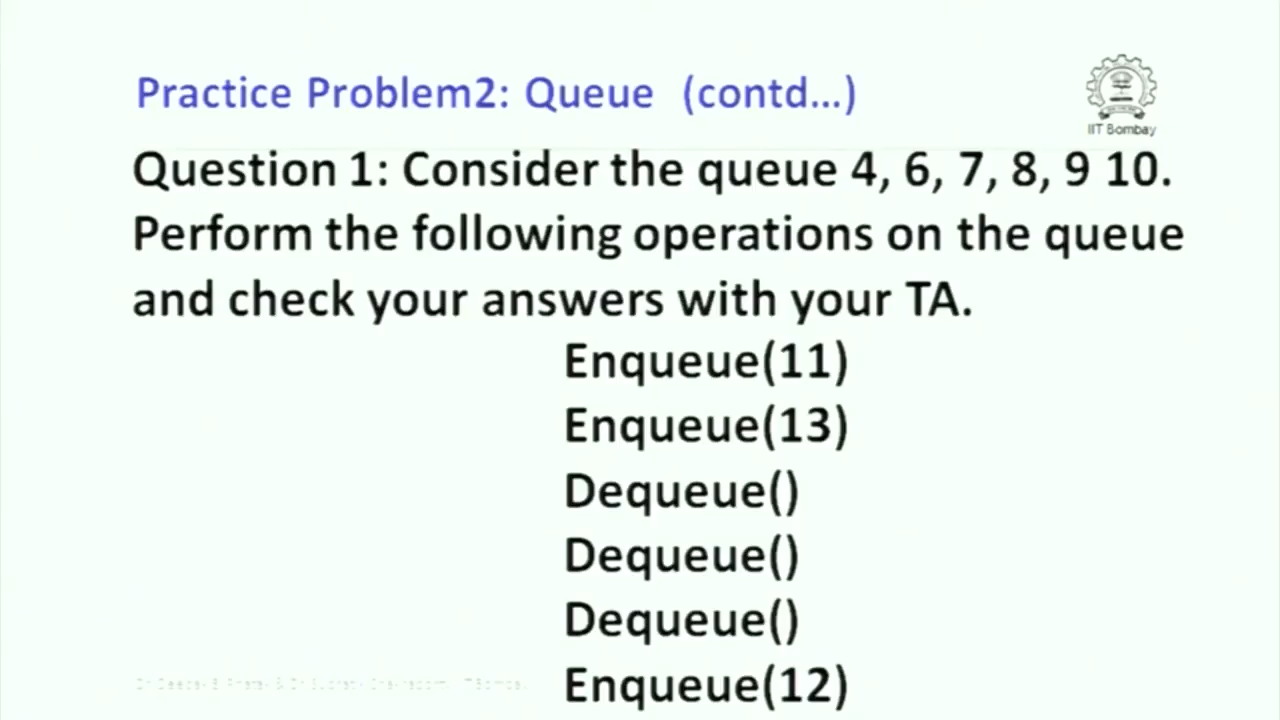 Practice Problem2: Queue (contd...)
IIT Bombay
Question 1: Consider the queue 4, 6, 7, 8, 9 10.
Perform the following operations on the queue
and check your answers with your TA.
Enqueue(11)
Enqueue(13)
Dequeue()
Dequeue()
Dequeue()
Enqueue(12)